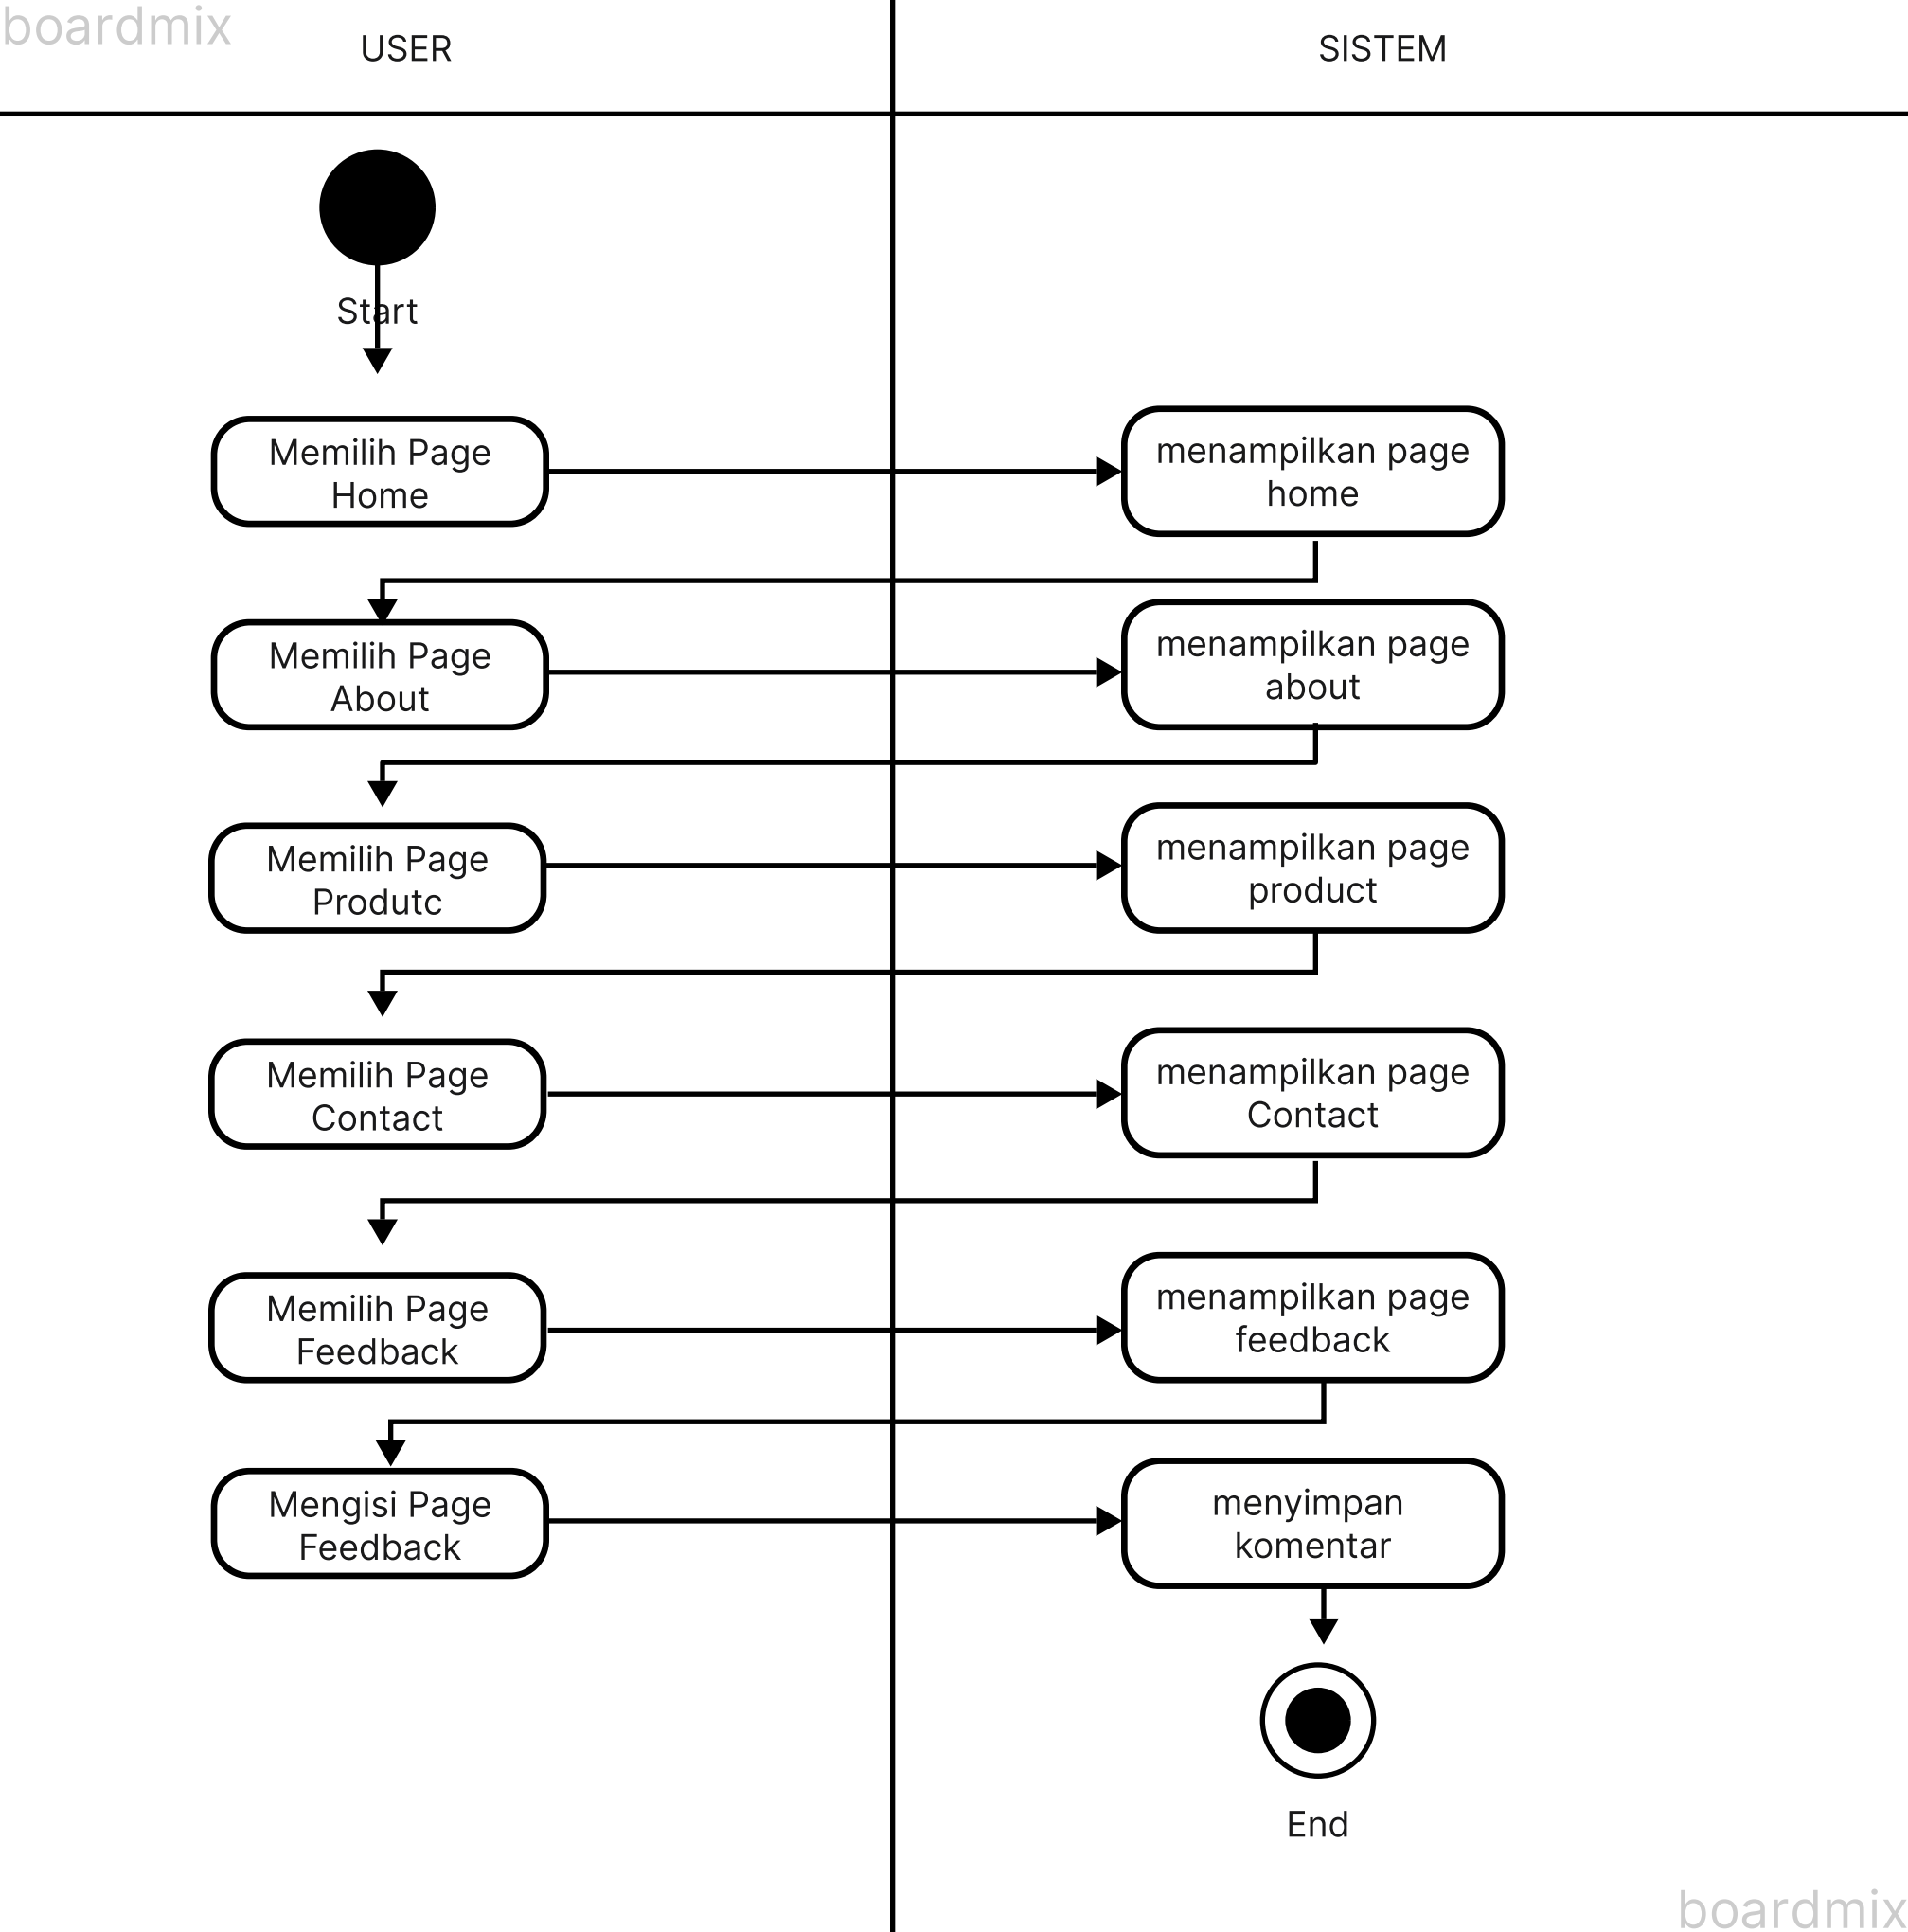 boardmix
USER
SISTEM
Start
Memilih Page
Home
menampilkan page
home
Memilih Page
About
menampilkan page
about
Memilih Page
Produtc
menampilkan page
product
Memilih Page
Contact
menampilkan page
Contact
Memilih Page
Feedback
menampilkan page
feedback
Mengisi Page
Feedback
menyimpan
komentar
End
boardmix